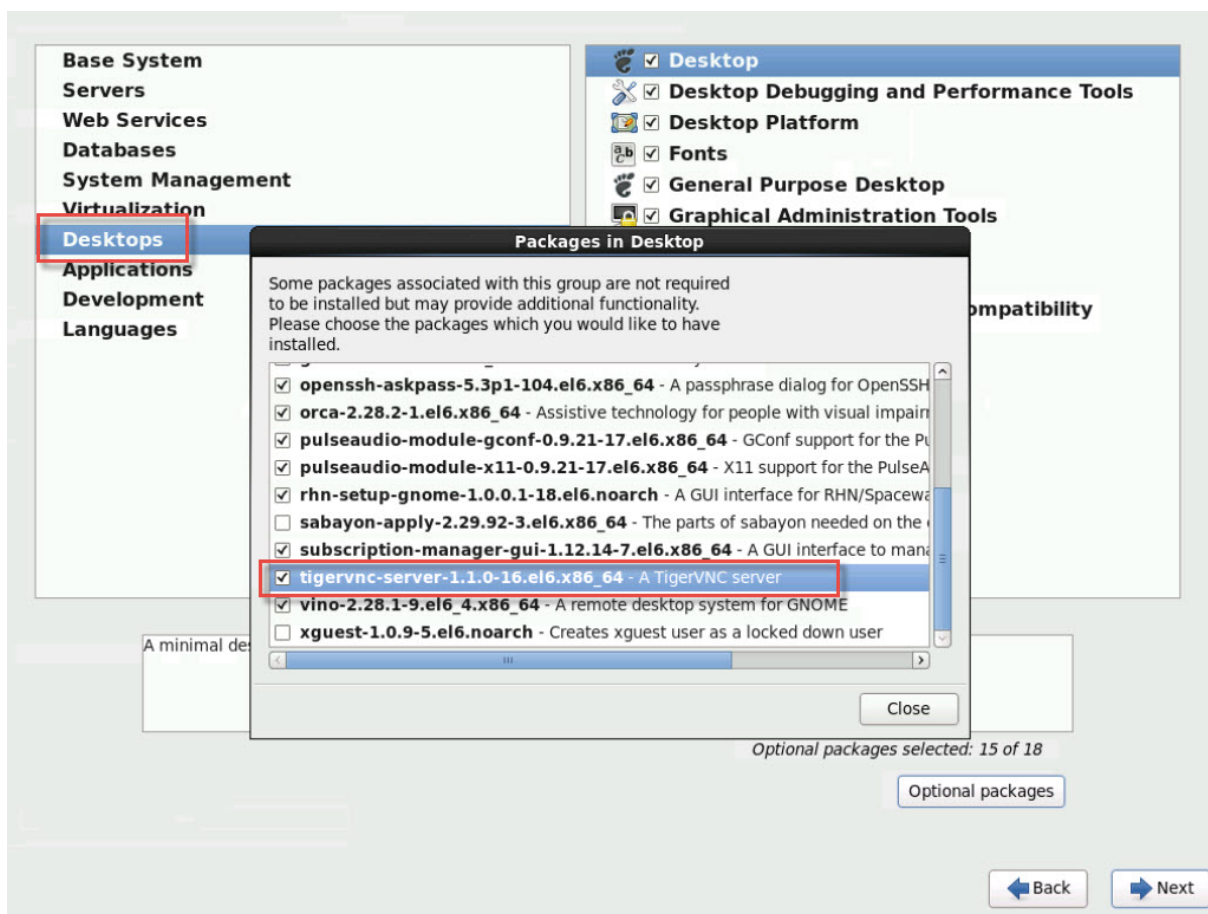 Base System
Servers
Web Services
Databases
System Management
Virtualization
Desktops
Applications
Development
Languages
Desktop
Desktop Debugging and Performance Tools
Desktop Platform
Fonts
General Purpose Desktop
Graphical Administration Tools
ompatibility
Packages in Desktop
Some packages associated with this group are not required
to be installed but may provide additional functionality.
Please choose the packages which you would like to have
installed.
openssh-askpass-5.3p1-104.el6.x86_64 - A passphrase dialog for OpenSSH
orca-2.28.2-1.el6.x86_64 - Assistive technology for people with visual impair
pulseaudio-module-gconf-0.9.21-17.el6.x86_64 - GConf support for the Pu
pulseaudio-module-x11-0.9.21-17.el6.x86_64 - X11 support for the PulseA
rhn-setup-gnome-1.0.0.1-18.el6.noarch - A GUI interface for RHN/Spacewa
sabayon-apply-2.29.92-3.el6.x86_64 - The parts of sabayon needed on the
subscription-manager-gui-1.12.14-7.el6.x86_64 - A GUI interface to mana
tigervnc-server-1.1.0-16.el6.x86_64 - A TigerVNC server
vino-2.28.1-9.el6_4.x86_64 - A remote desktop system for GNOME
xguest-1.0.9-5.el6.noarch - Creates xguest user as a locked down user
Close
A minimal de
Optional packages selected: 15 of 18
Optional packages
Back
Next